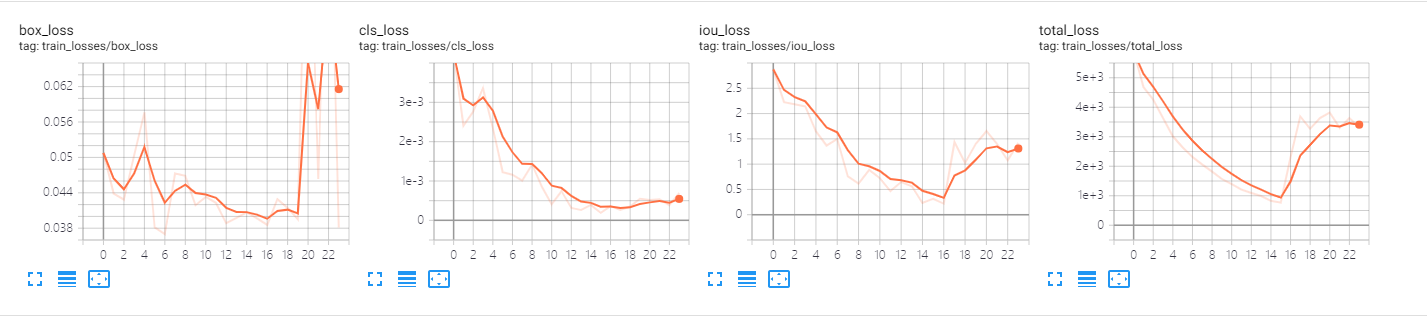 box_loss
tag: train_losses/box_loss
0.062
0.056
0.05
0.044
0.038
0 2 4 6 8 10 12 14 16 18 20 22
cls_loss
tag: train_losses/cls_loss
3e-3
2e-3
1e-3
0
0 2 4 6 8 10 12 14 16 18 20 22
iou_loss
tag: train_losses/iou_loss
2.5
2
1.5
1
0.5
0
0 2 4 6 8 10 12 14 16 18 20 22
total_loss
tag: train_losses/total_loss
5e+3
4e+3
3e+3
2e+3
1e+3
0
0 2 4 6 8 10 12 14 16 18 20 22